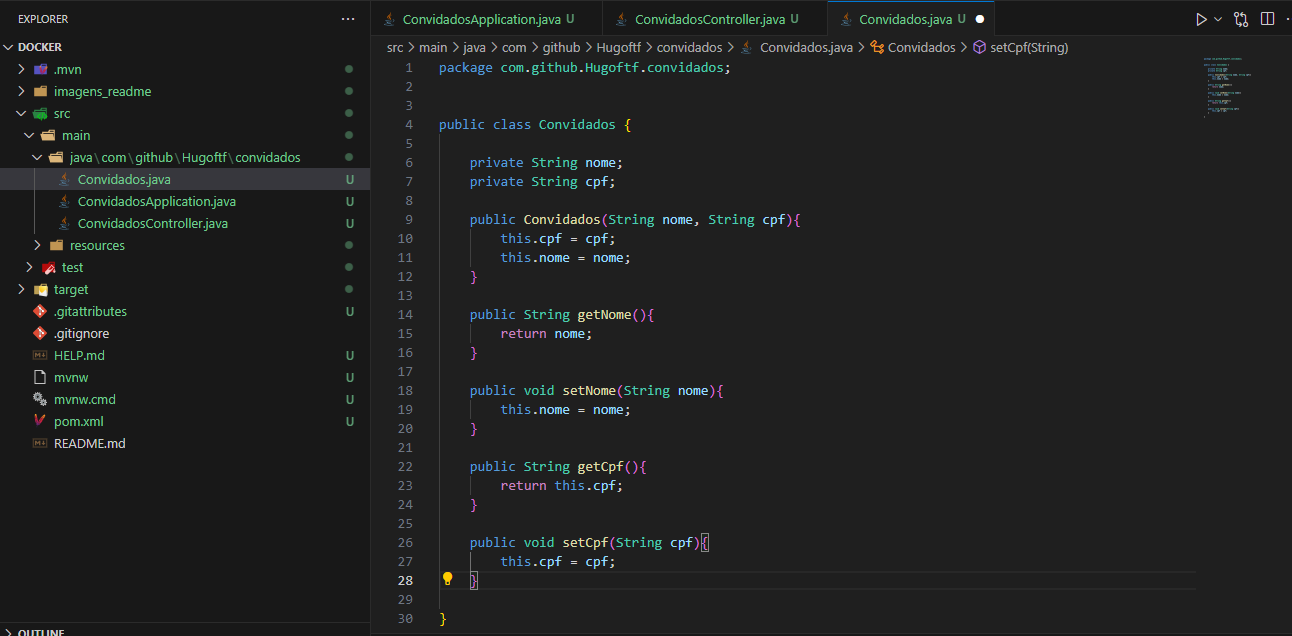 EXPLORER
DOCKER
.mvn
imagens_readme
src
main
java\com\github\Hugoftf\convidados
Convidados.java U
ConvidadosApplication.java U
ConvidadosController.java U
resources
test
target
.gitattributes U
.gitignore
HELP.md U
mvnw U
mvnw.cmd U
pom.xml U
README.md
OUTLINE
ConvidadosApplication.java U ConvidadosController.java U Convidados.java U
src > main > java > com > github > Hugoftf > convidados > Convidados.java > Convidados > setCpf(String)
1 package com.github.Hugoftf.convidados;
2
3
4 public class Convidados {
5
6 private String nome;
7 private String cpf;
8
9 public Convidados(String nome, String cpf){
10 this.cpf = cpf;
11 this.nome = nome;
12 }
13
14 public String getNome(){
15 return nome;
16 }
17
18 public void setNome(String nome){
19 this.nome = nome;
20 }
21
22 public String getCpf(){
23 return this.cpf;
24 }
25
26 public void setCpf(String cpf){
27 this.cpf = cpf;
28 }
29
30 }